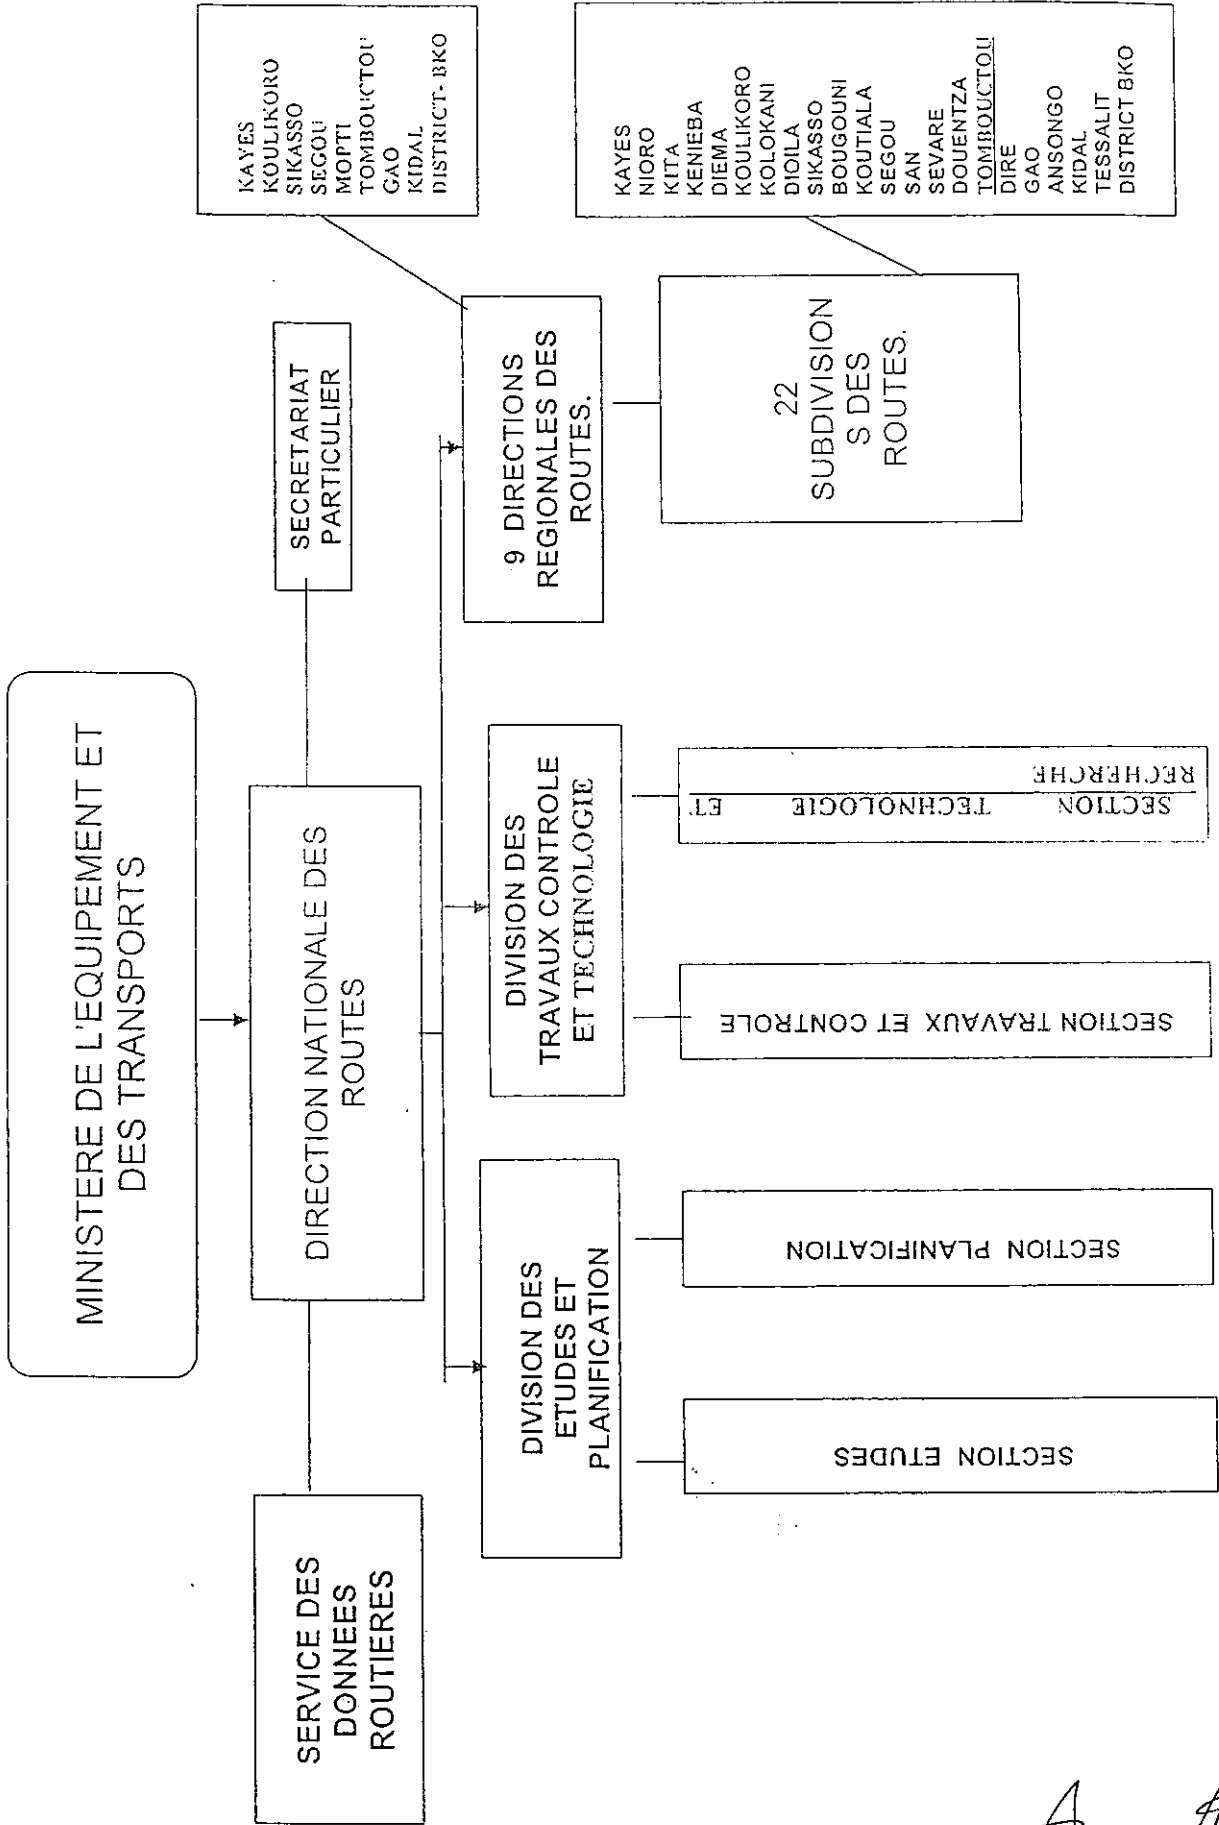 MINISTERE DE L'EQUIPEMENT ET
DES TRANSPORTS
SERVICE DES
DONNEES
ROUTIERES
DIRECTION NATIONALE DES
ROUTES
SECRETARIAT
PARTICULIER
DIVISION DES
ETUDES ET
PLANIFICATION
DIVISION DES
TRAVAUX CONTROLE
ET TECHNOLOGIE
9 DIRECTIONS
REGIONALES DES
ROUTES.
KAYES
KOULIKORO
SIKASSO
SEGOU
MOPTI
TOMBOUCTOU
GAO
KIDAL
DISTRICT-BKO
SECTION ETUDES
SECTION PLANIFICATION
SECTION TRAVAUX ET CONTROLE
SECTION TECHNOLOGIE ET
RECHERCHE
22
SUBDIVISION
S DES
ROUTES.
KAYES
NIORO
KITA
KENIEBA
DIEMA
KOULIKORO
KOLOKANI
DIOILA
SIKASSO
BOUGOUNI
KOUTIALA
SEGOU
SAN
SEVARE
DOUENTZA
TOMBOUCTOU
DIRE
GAO
ANSONGO
KIDAL
TESSALIT
DISTRICT BKO